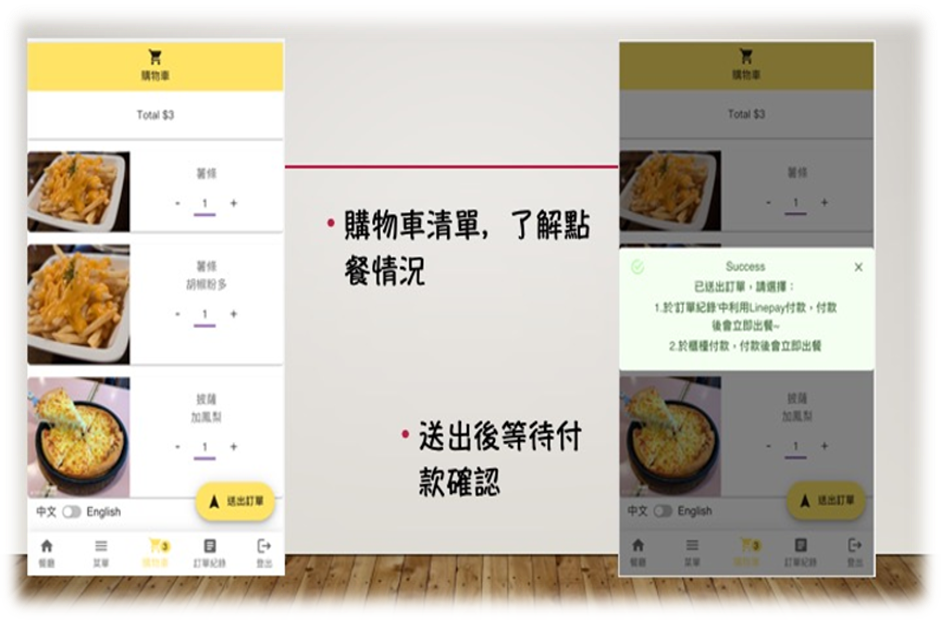 購物車
Total $3
薯條
- 1 +
薯條
胡椒粉多
- 1 +
披薩
加鳳梨
- 1 +
送出訂單
中文 English
餐廳 菜單 購物車 3 訂單紀錄 登出
•購物車清單，了解點
餐情況
•送出後等待付
款確認
購物車
Total $3
薯條
- 1 +
Success ×
已送出訂單，請選擇：
1.於'訂單紀錄'中利用Linepay付款，付款
後會立即出餐~
2.於櫃檯付款，付款後會立即出餐
披薩
加鳳梨
- 1 +
送出訂單
中文 English
餐廳 菜單 購物車 3 訂單紀錄 登出